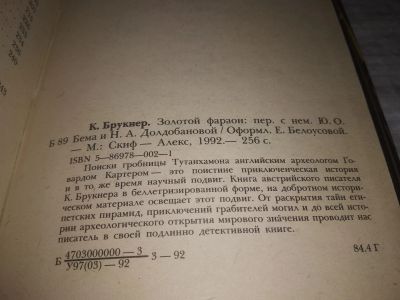 К. Брукнер. Золотой фараон: пер. с нем. Ю. О.
Б 89 Бема и Н. А. Долдобановой / Оформл. Е. Белоусовой.
— М.: Скиф — Алекс, 1992.— 256 с.
ISBN 5—86978—002—1
Поиски гробницы Тутанхамона английским археологом Го-
вардом Картером — это поистине приключенческая история
и в то же время научный подвиг. Книга австрийского писателя
К. Брукнера в беллетризированной форме, на добротном истори-
ческом материале освещает этот подвиг. От раскрытия тайн еги-
петских пирамид, приключений грабителей могил и до всей исто-
рии археологического открытия мирового значения проводит нас
писатель в своей подлинно детективной книге.
Б 4703000000—3 3—92
У97(03)—92
84.4 Г
245